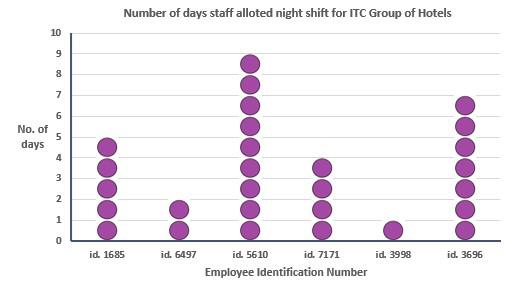 Number of days staff alloted night shift for ITC Group of Hotels
10
9
8
7
6
5
4
3
2
1
0
No. of
days
id. 1685 id. 6497 id. 5610 id. 7171 id. 3998 id. 3696
Employee Identification Number